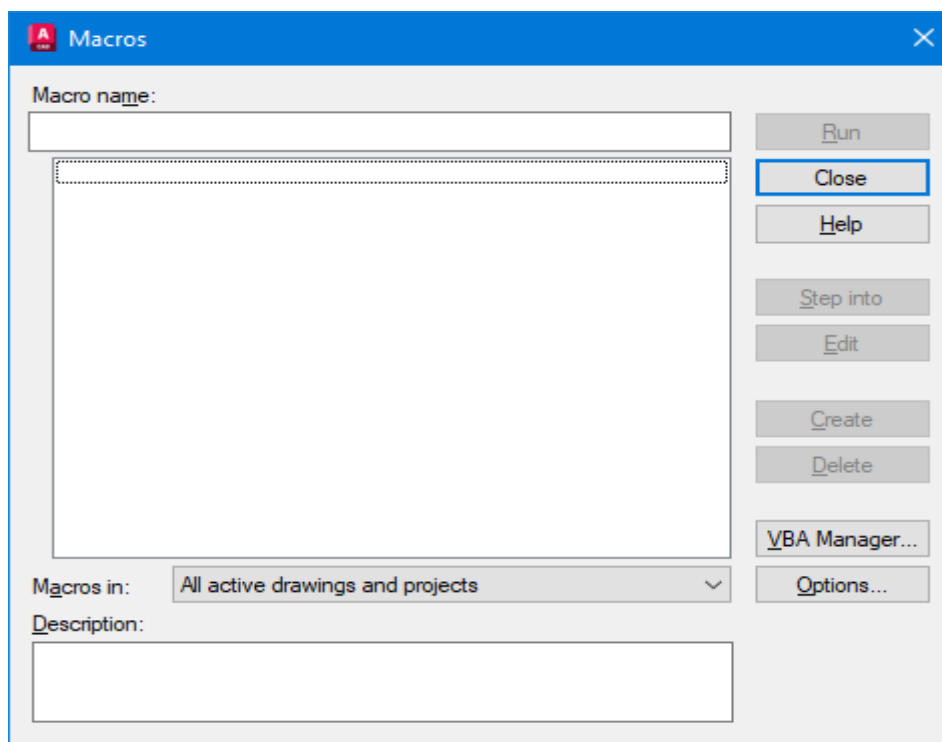 A
CAD
Macros
Macro name:
Run
Close
Help
Step into
Edit
Create
Delete
VBA Manager...
Macros in:
All active drawings and projects
Options...
Description: